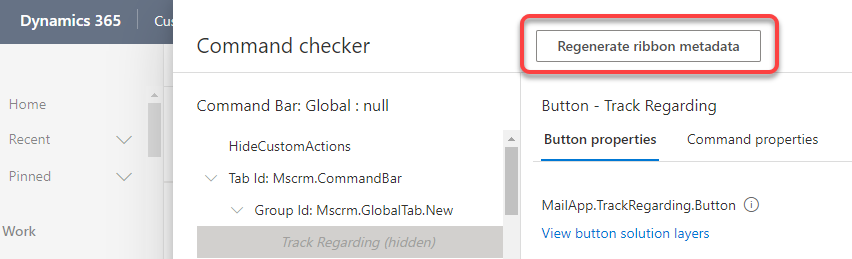 Dynamics 365
Cus
Home
Recent
Pinned
Work
Command checker
Regenerate ribbon metadata
Command Bar: Global : null
HideCustomActions
Tab Id: Mscrm.CommandBar
Group Id: Mscrm.GlobalTab.New
Track Regarding (hidden)
Button - Track Regarding
Button properties Command properties
MailApp.TrackRegarding.Button
View button solution layers